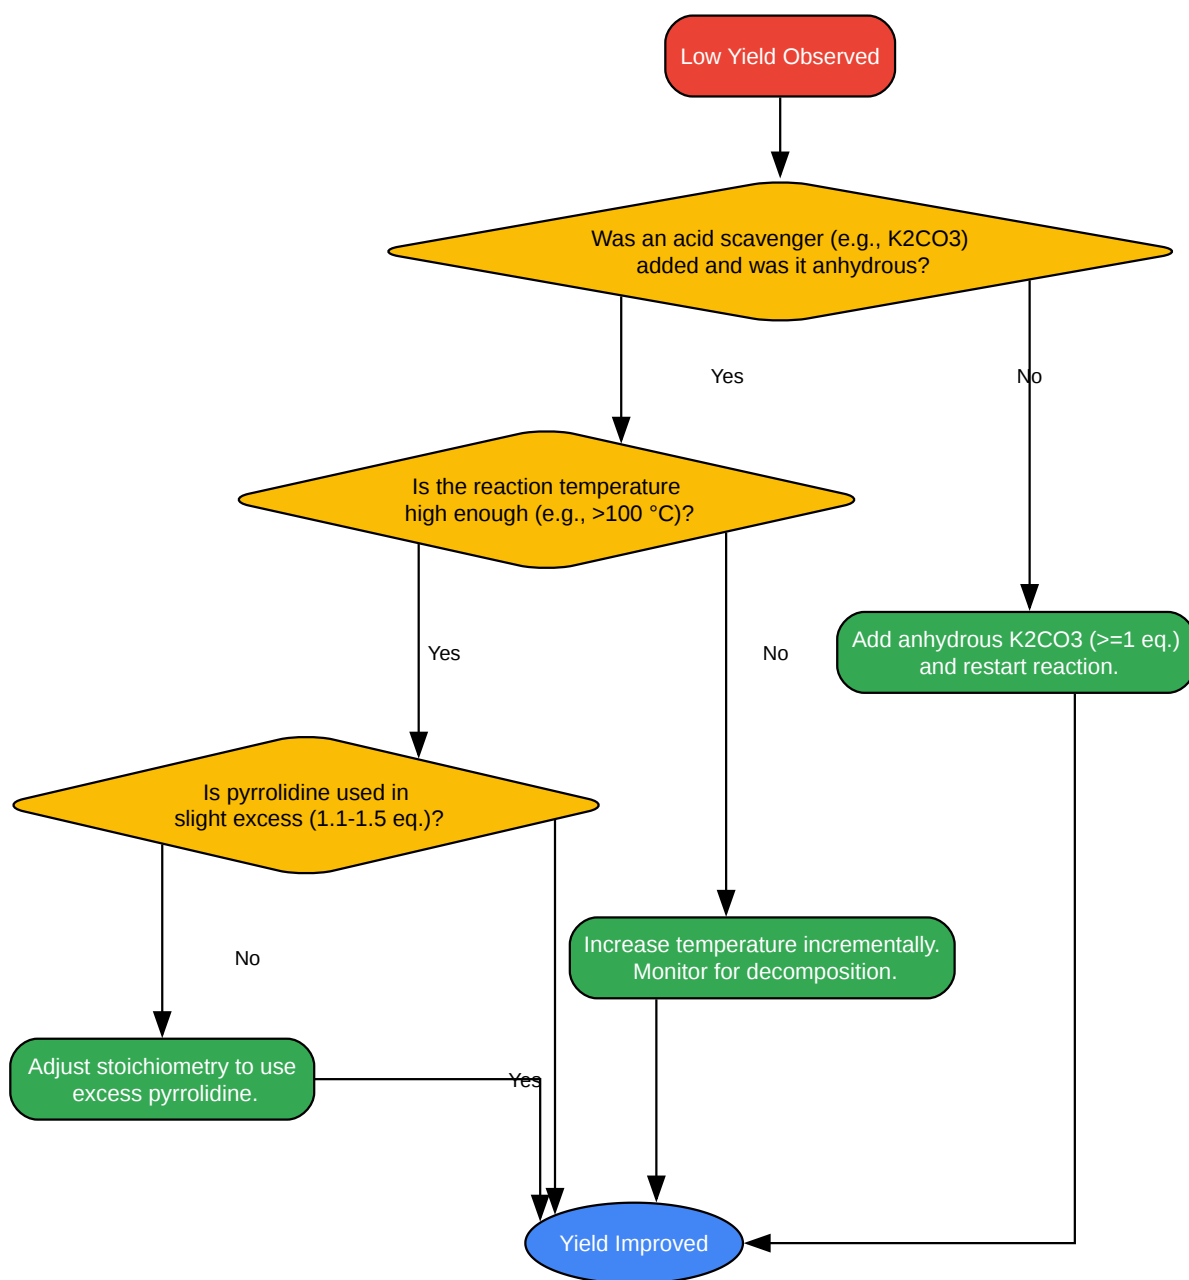 Low Yield Observed
Was an acid scavenger (e.g., K2CO3)
added and was it anhydrous?
Yes
No
Is the reaction temperature
high enough (e.g., >100 °C)?
Yes
No
Add anhydrous K2CO3 (>=1 eq.)
and restart reaction.
Is pyrrolidine used in
slight excess (1.1-1.5 eq.)?
No
Increase temperature incrementally.
Monitor for decomposition.
Adjust stoichiometry to use
excess pyrrolidine.
Yes
Yield Improved